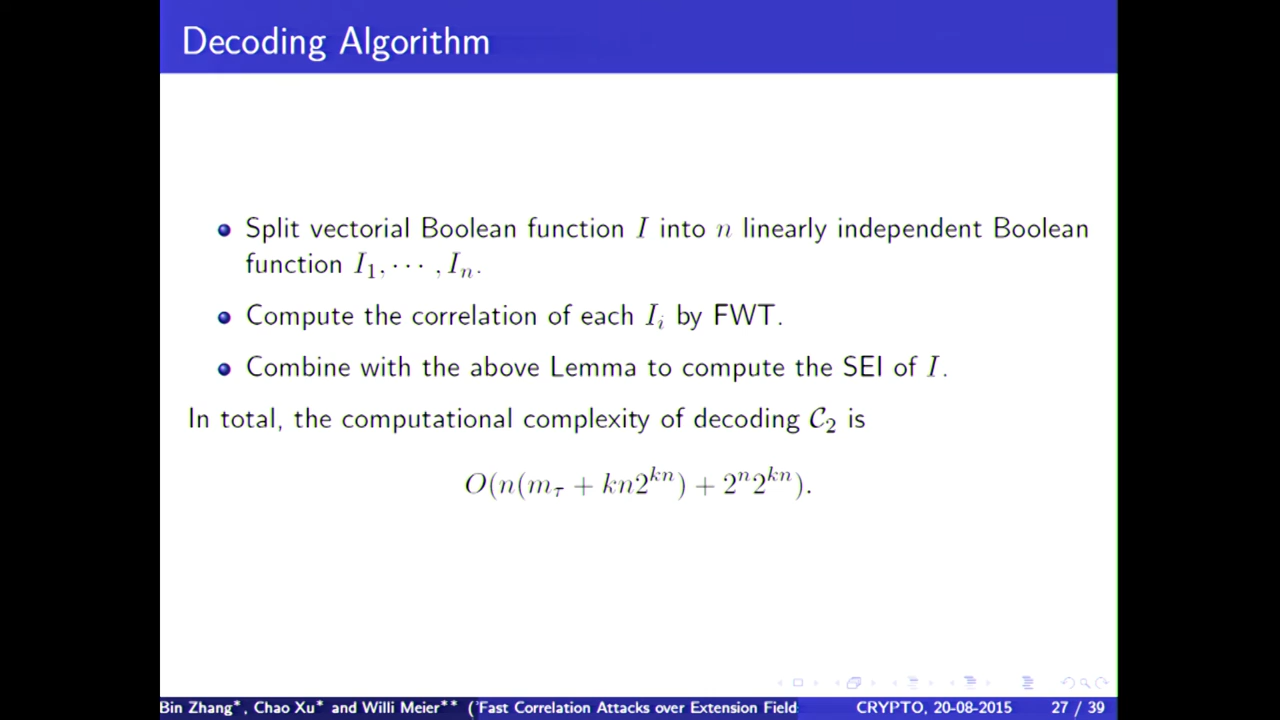 Decoding Algorithm
Split vectorial Boolean function I into n linearly independent Boolean
function I₁, ⋯ , Iₙ.
Compute the correlation of each Iᵢ by FWT.
Combine with the above Lemma to compute the SEI of I.
In total, the computational complexity of decoding 𝒞₂ is
O(n(m_τ + kn2^{kn}) + 2^n2^{kn}).
Bin Zhang*, Chao Xu* and Willi Meier** ('Fast Correlation Attacks over Extension Field CRYPTO, 20-08-2015 27 / 39